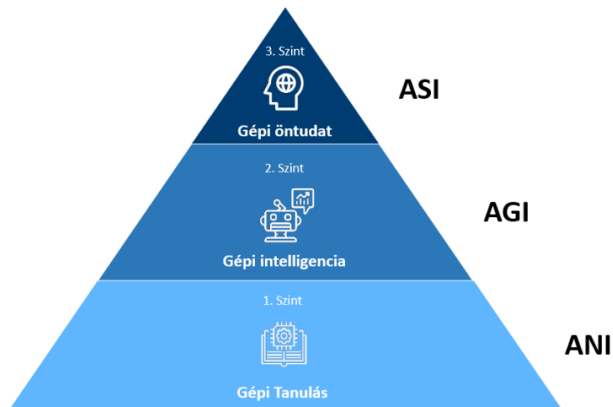 3. Szint
ASI
Gépi öntudat
2. Szint
AGI
Gépi intelligencia
1. Szint
ANI
Gépi Tanulás